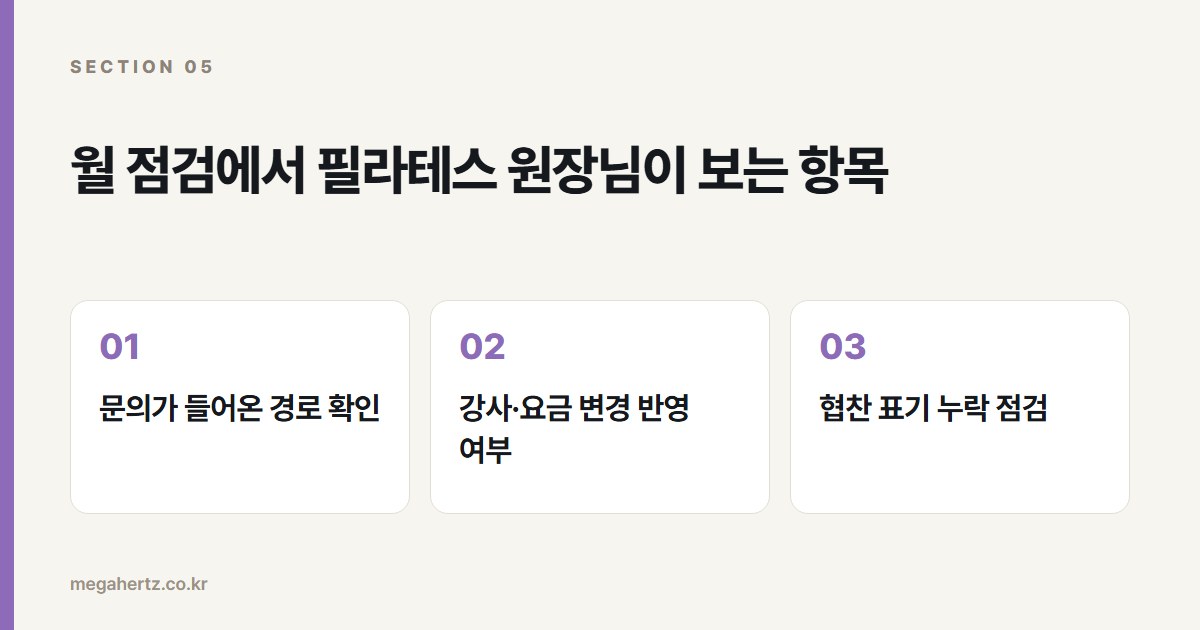 SECTION 05
월 점검에서 필라테스 원장님이 보는 항목
01
문의가 들어온 경로 확인
02
강사·요금 변경 반영
여부
03
협찬 표기 누락 점검
megahertz.co.kr